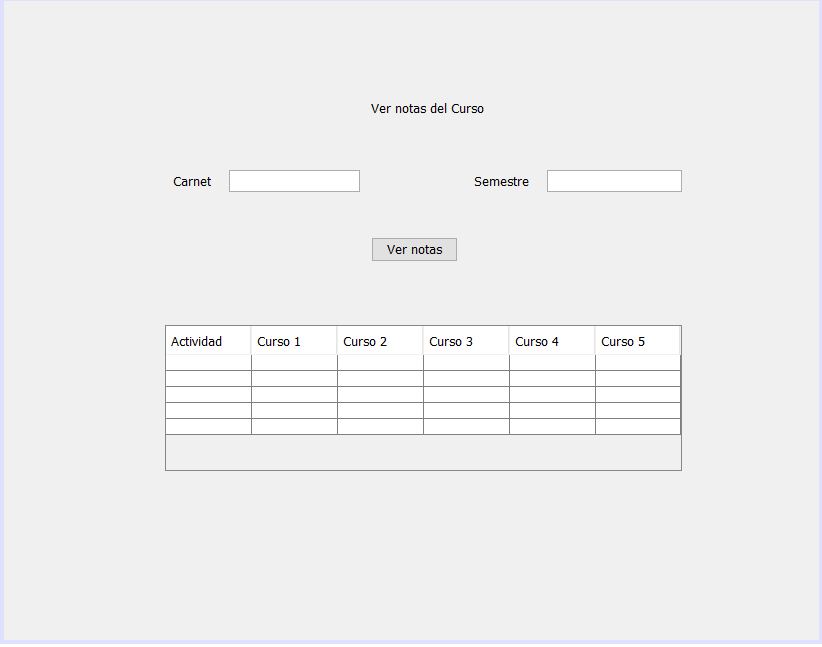 Ver notas del Curso
Carnet Semestre
Ver notas
Actividad Curso 1 Curso 2 Curso 3 Curso 4 Curso 5